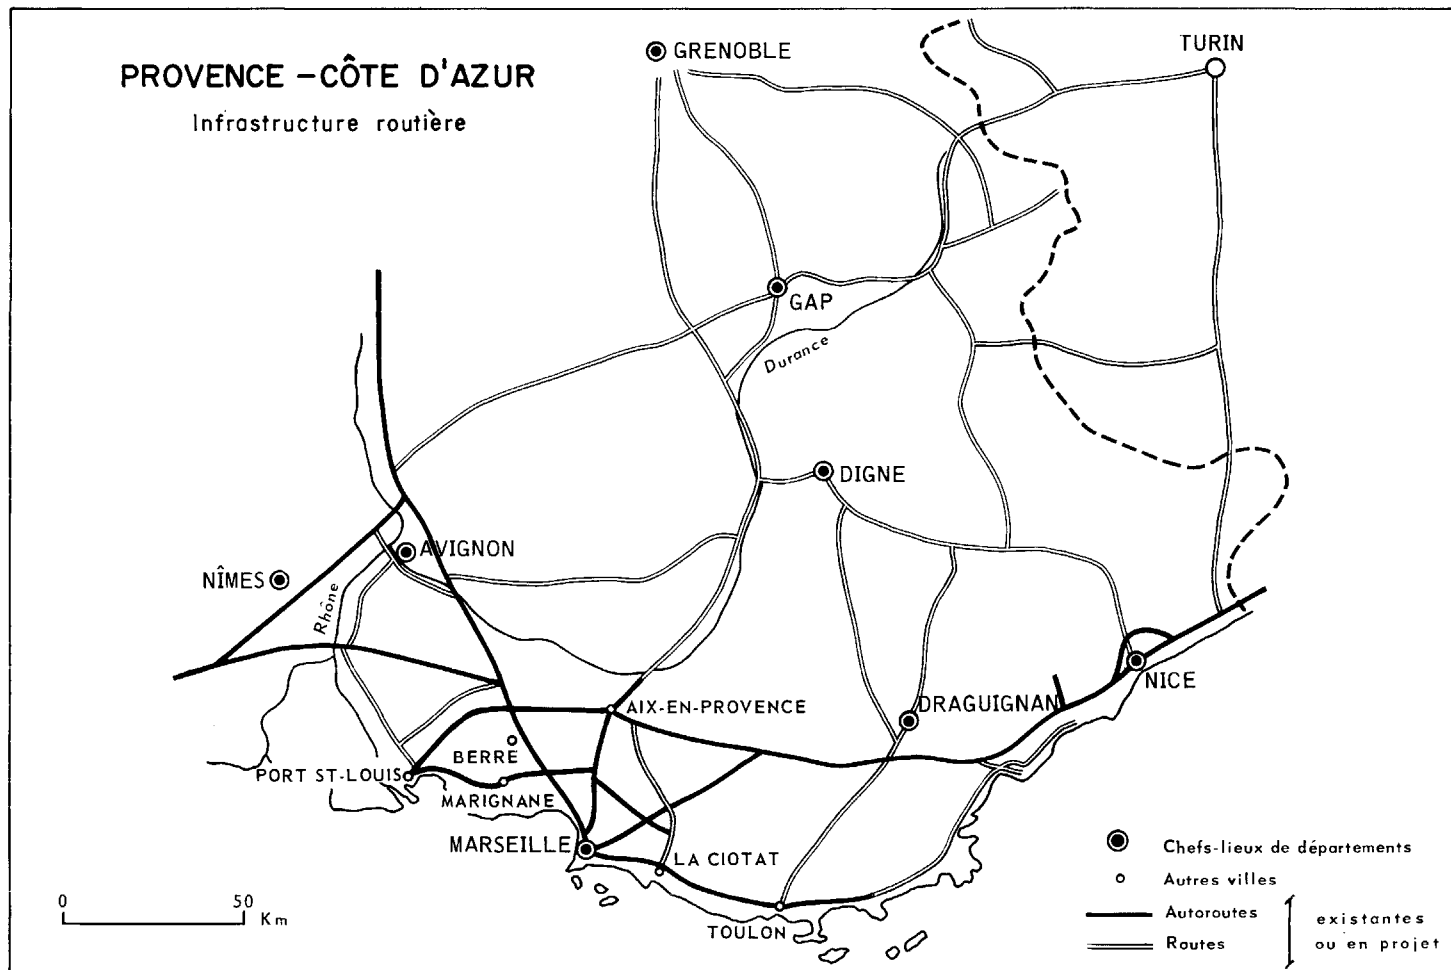 PROVENCE – CÔTE D'AZUR
Infrastructure routière
GRENOBLE
TURIN
GAP
Durance
DIGNE
AVIGNON
NÎMES
Rhône
NICE
DRAGUIGNAN
AIX-EN-PROVENCE
BERRE
PORT ST-LOUIS
MARIGNANE
MARSEILLE
LA CIOTAT
TOULON
0 50 Km
Chefs-lieux de départements
Autres villes
Autoroutes
Routes
existantes
ou en projet